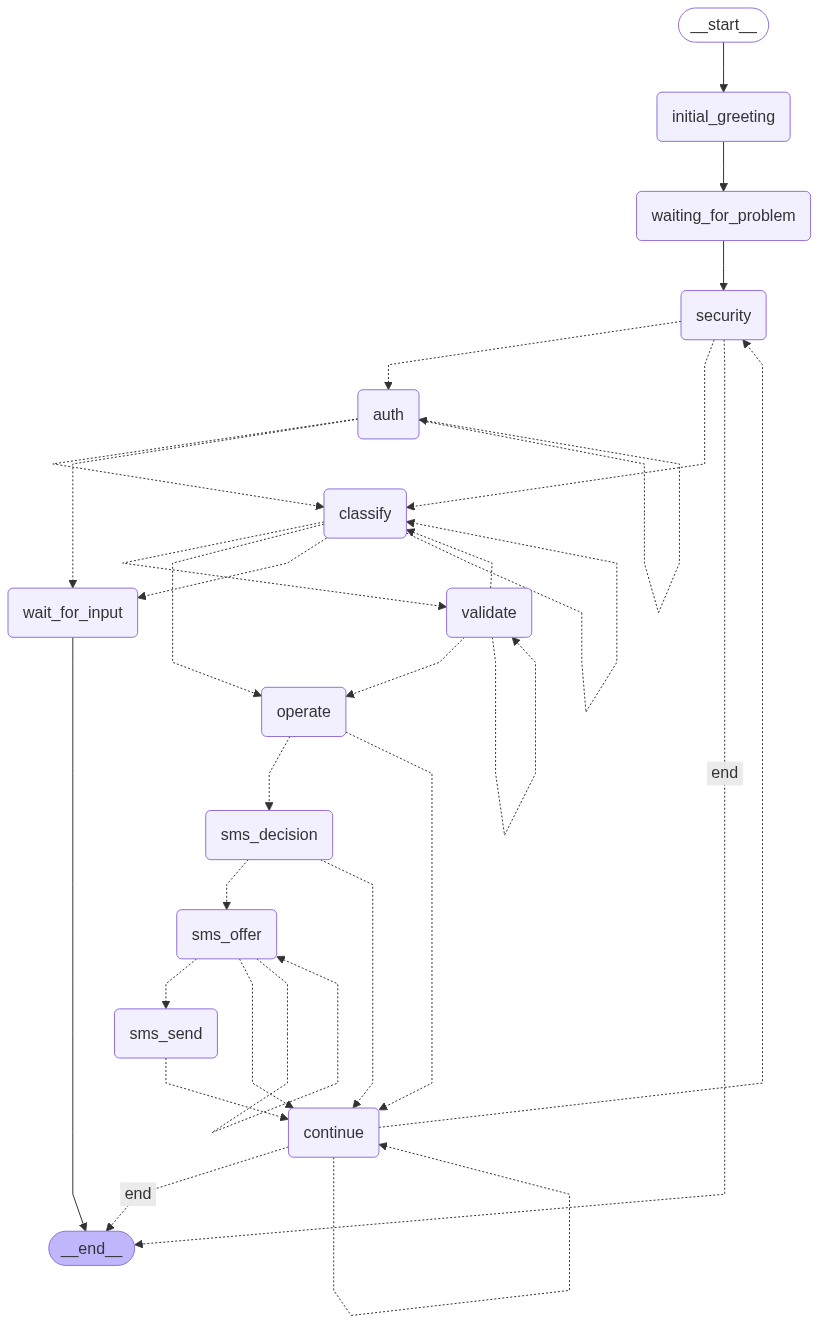 __start__
initial_greeting
waiting_for_problem
security
auth
classify
wait_for_input
validate
operate
end
sms_decision
sms_offer
sms_send
continue
end
__end__